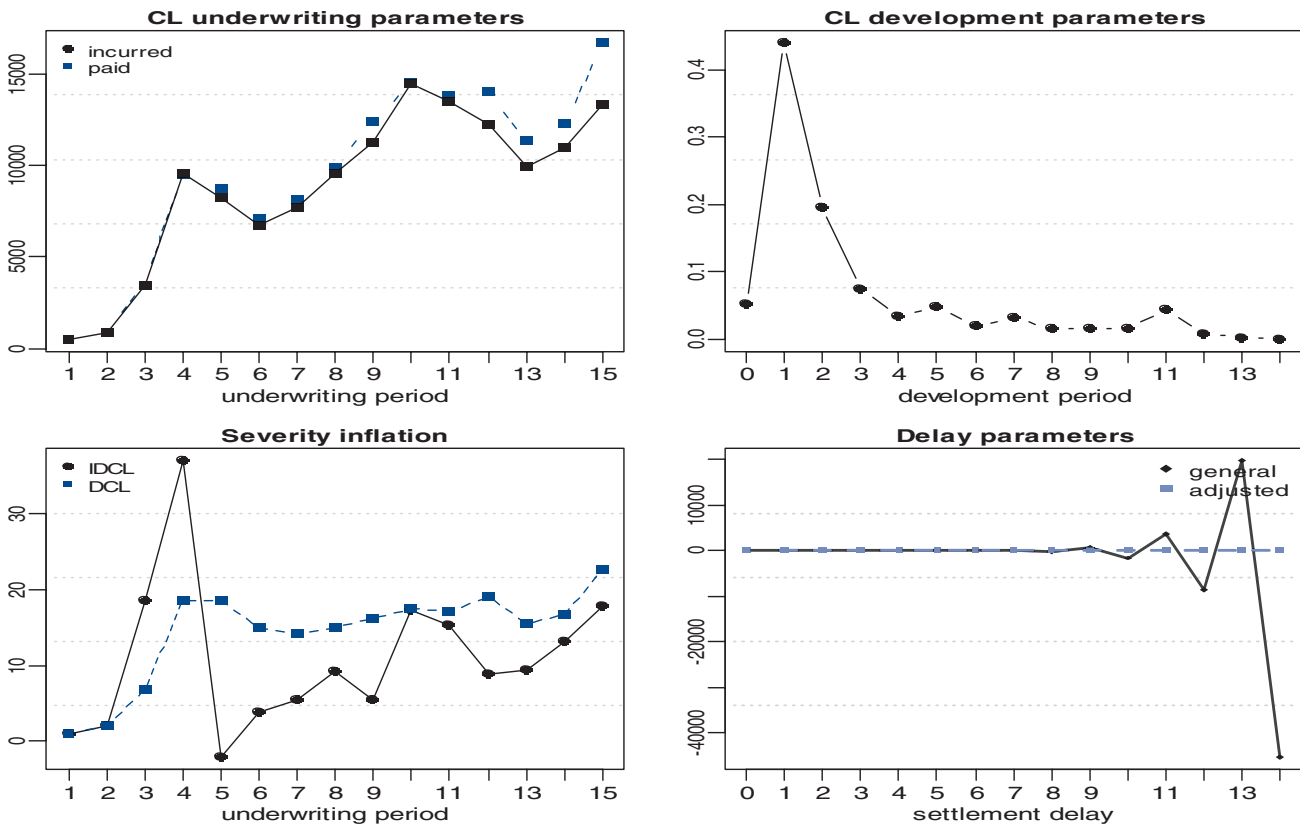 CL underwriting parameters
incurred
paid
15000
10000
5000
0
1 2 3 4 5 6 7 8 9 11 13 15
underwriting period
CL development parameters
0.4
0.3
0.2
0.1
0.0
0 1 2 3 4 5 6 7 8 9 11 13
development period
Severity inflation
IDCL
DCL
30
20
10
0
1 2 3 4 5 6 7 8 9 11 13 15
underwriting period
Delay parameters
general
adjusted
10000
0
-20000
-40000
0 1 2 3 4 5 6 7 8 9 11 13
settlement delay